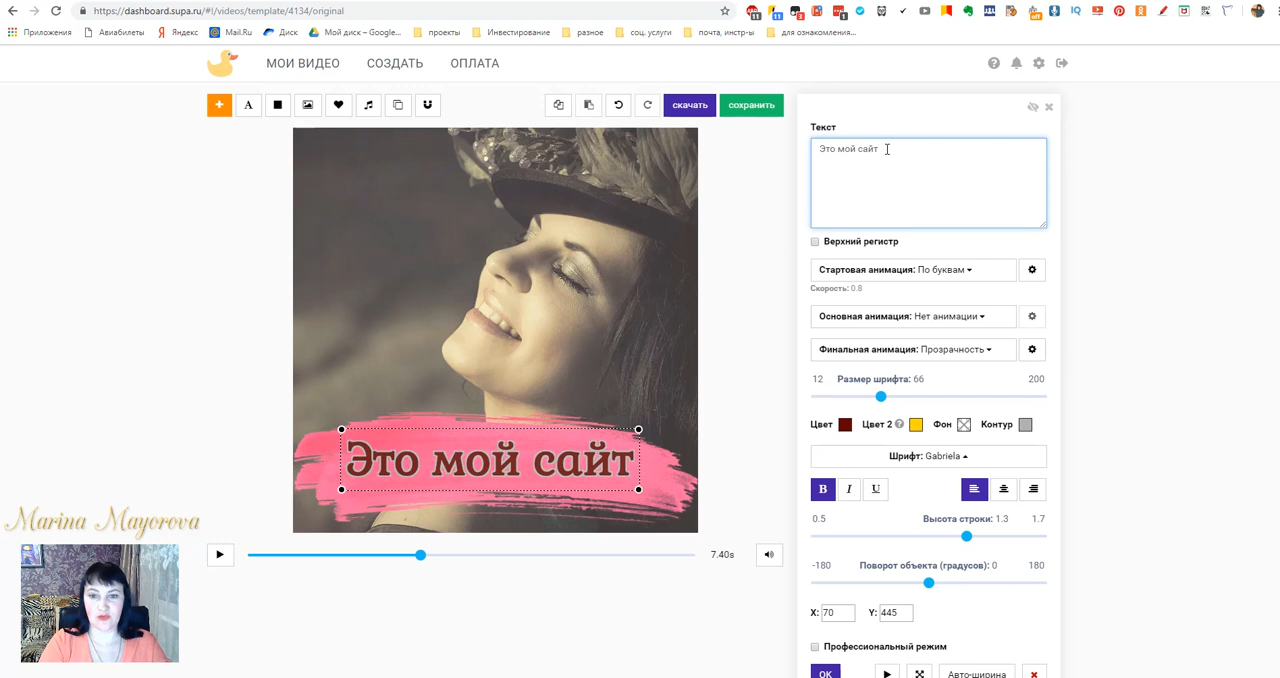 https://dashboard.supa.ru/#!/videos/template/4134/original
Приложения Авиабилеты Яндекс Mail.Ru Диск Мой диск – Google... проекты Инвестирование разное соц. услуги почта, инстр-ы для ознакомления...
МОИ ВИДЕО СОЗДАТЬ ОПЛАТА
A скачать сохранить
Текст
Это мой сайт
Верхний регистр
Стартовая анимация: По буквам
Скорость: 0.8
Основная анимация: Нет анимации
Финальная анимация: Прозрачность
12 Размер шрифта: 66 200
Цвет Цвет 2 Фон Контур
Шрифт: Gabriela
B I U
0.5 Высота строки: 1.3 1.7
-180 Поворот объекта (градусов): 0 180
X: 70 Y: 445
Профессиональный режим
ОК Авто-ширина
Это мой сайт
7.40s
Marina Mayorova